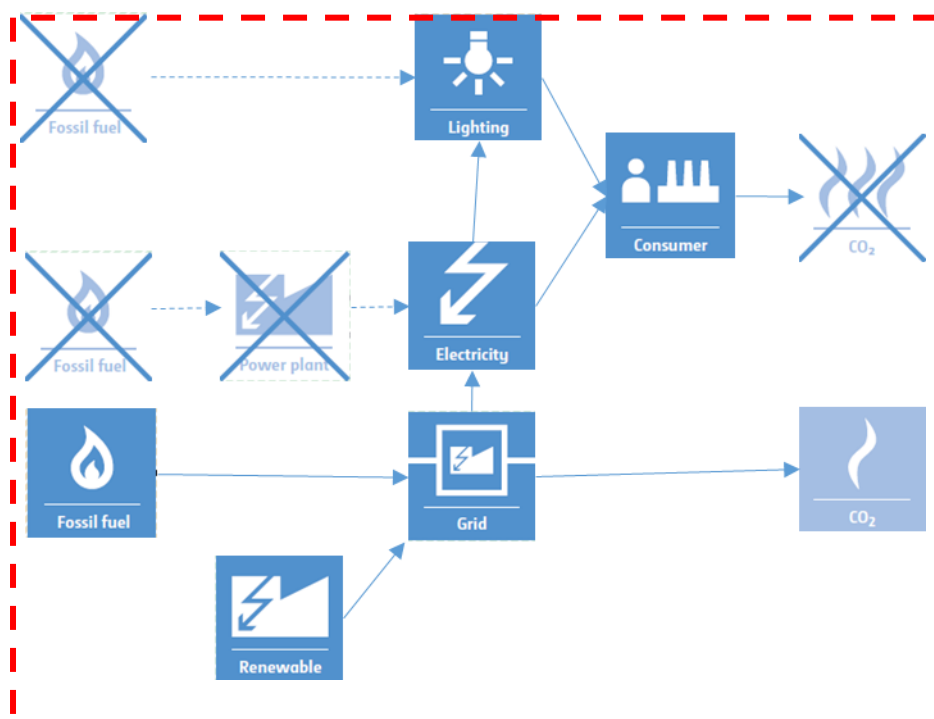 Fossil fuel
Lighting
Consumer
CO₂
Fossil fuel
Power plant
Electricity
Fossil fuel
Grid
CO₂
Renewable